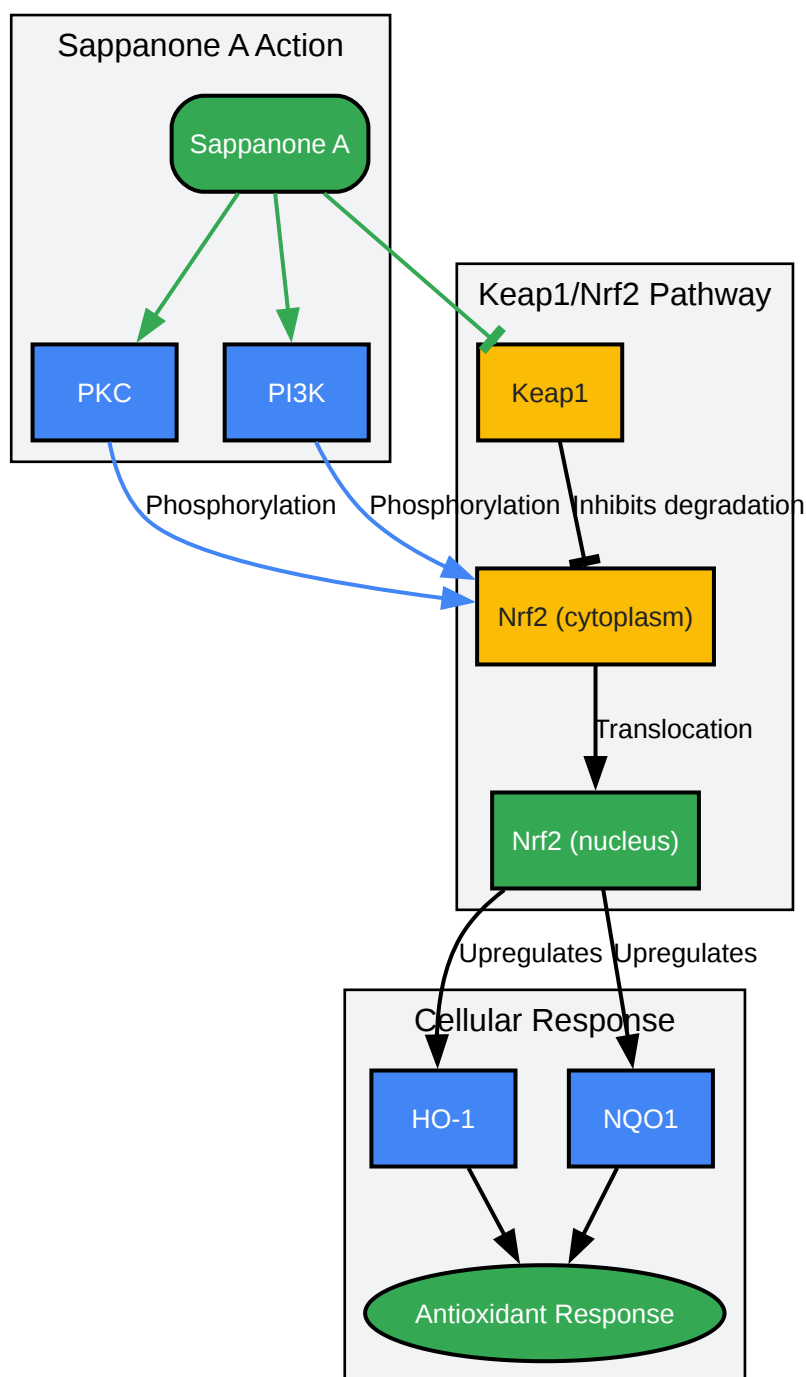 Sappanone A Action
Sappanone A
Keap1/Nrf2 Pathway
PKC
PI3K
Keap1
Phosphorylation
Phosphorylation
Inhibits degradation
Nrf2 (cytoplasm)
Translocation
Nrf2 (nucleus)
Upregulates
Upregulates
Cellular Response
HO-1
NQO1
Antioxidant Response